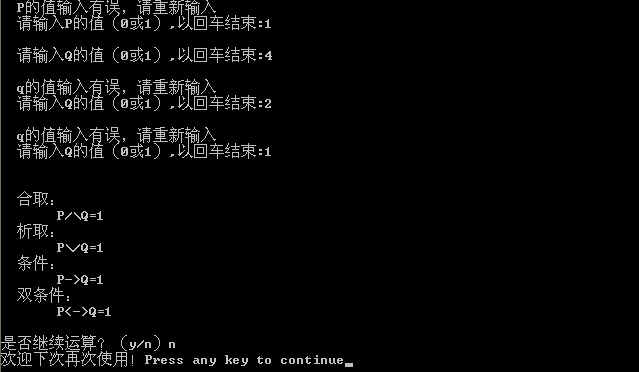 P的值输入有误，请重新输入
请输入P的值（0或1）,以回车结束:1
请输入Q的值（0或1）,以回车结束:4
q的值输入有误，请重新输入
请输入Q的值（0或1）,以回车结束:2
q的值输入有误，请重新输入
请输入Q的值（0或1）,以回车结束:1
合取：
P/\Q=1
析取：
P\/Q=1
条件：
P->Q=1
双条件：
P<->Q=1
是否继续运算？（y/n）n
欢迎下次再次使用！Press any key to continue_